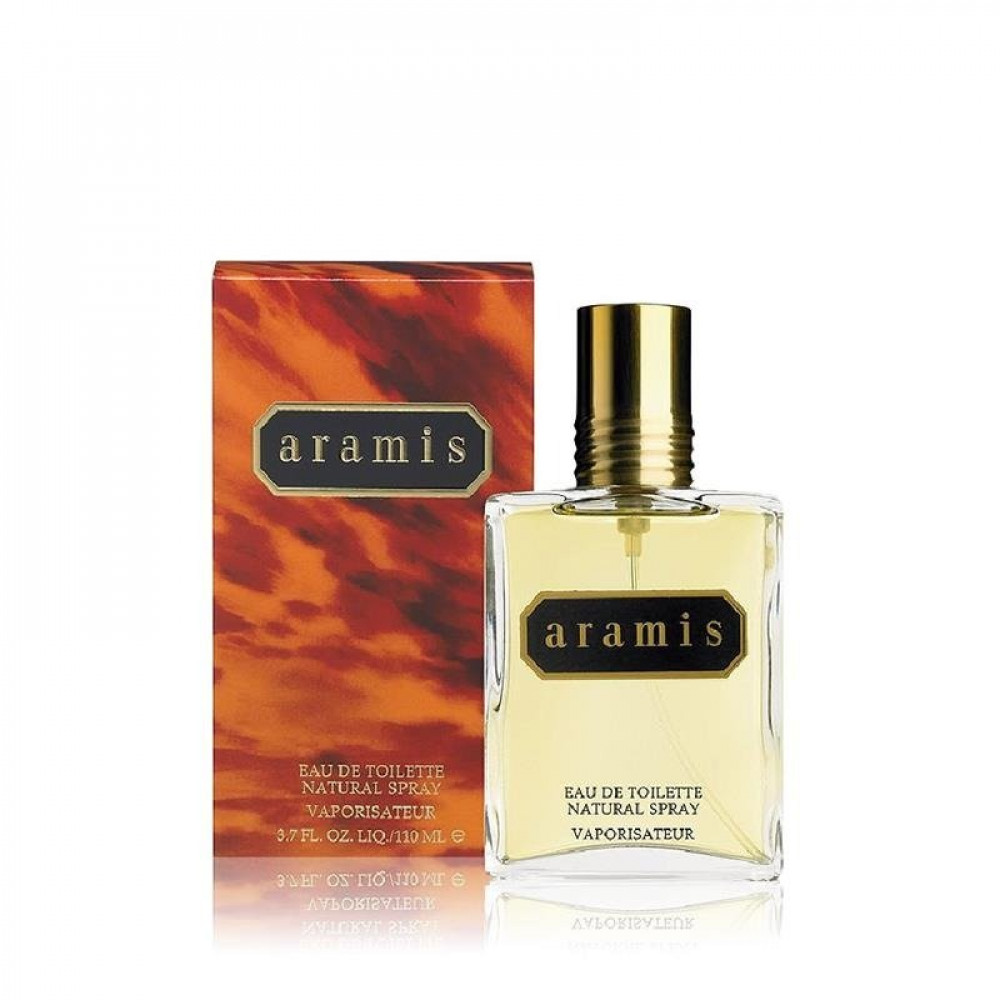 aramis
EAU DE TOILETTE
NATURAL SPRAY
VAPORISATEUR
3.7 FL. OZ. LIQ./110 ML ℮
aramis
EAU DE TOILETTE
NATURAL SPRAY
VAPORISATEUR